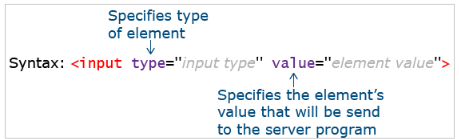 Specifies type
of element
Syntax: <input type="input type" value="element value">
Specifies the element's
value that will be send
to the server program